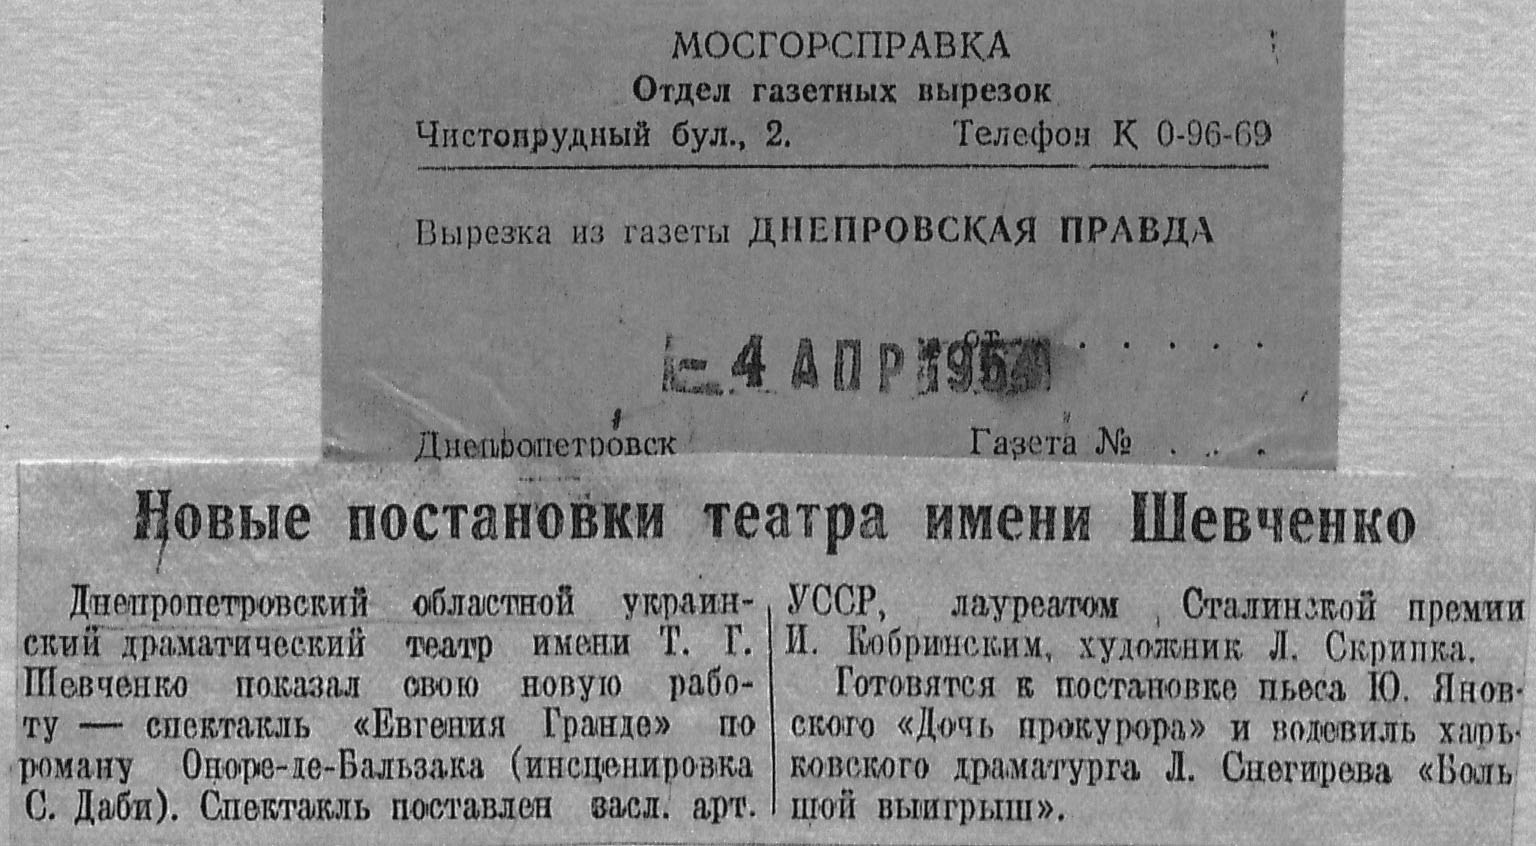 МОСГОРСПРАВКА
Отдел газетных вырезок
Чистопрудный бул., 2. Телефон К 0-96-69
Вырезка из газеты ДНЕПРОВСКАЯ ПРАВДА
от . . . . .
- 4 АПР 1954
Днепропетровск Газета № . . .
Новые постановки театра имени Шевченко
Днепропетровский областной украин-
ский драматический театр имени Т. Г.
Шевченко показал свою новую рабо-
ту — спектакль «Евгения Гранде» по
роману Оноре-де-Бальзака (инсценировка
С. Даби). Спектакль поставлен засл. арт.
УССР, лауреатом Сталинской премии
И. Кобринским, художник Л. Скрипка.
Готовятся к постановке пьеса Ю. Янов-
ского «Дочь прокурора» и водевиль харь-
ковского драматурга Л. Снегирева «Боль
шой выигрыш».